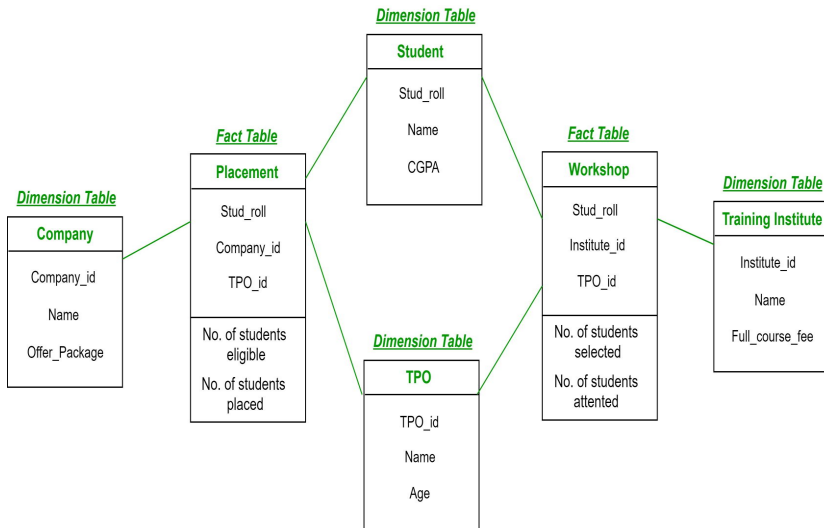 Dimension Table
Student
Stud_roll
Name
CGPA
Fact Table
Placement
Stud_roll
Company_id
TPO_id
No. of students
eligible
No. of students
placed
Dimension Table
Company
Company_id
Name
Offer_Package
Dimension Table
TPO
TPO_id
Name
Age
Fact Table
Workshop
Stud_roll
Institute_id
TPO_id
No. of students
selected
No. of students
attented
Dimension Table
Training Institute
Institute_id
Name
Full_course_fee